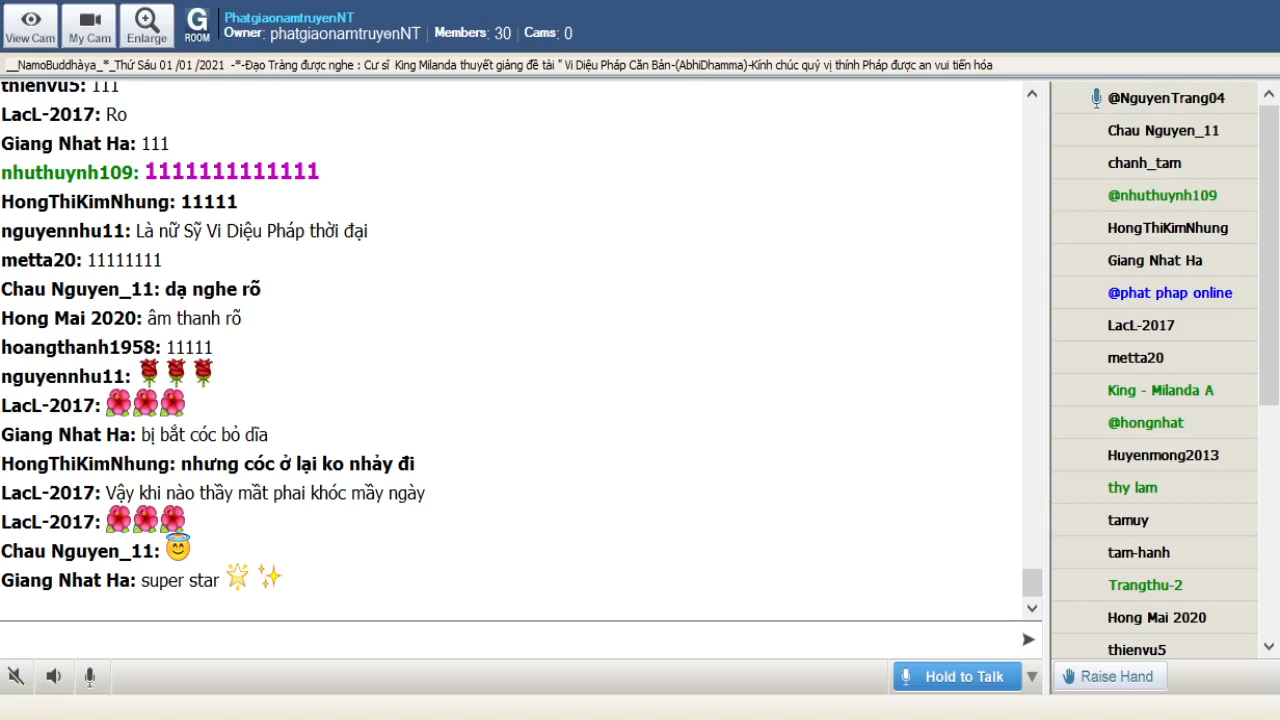 View Cam
My Cam
Enlarge
G
ROOM
PhatgiaonamtruyenNT
Owner: phatgiaonamtruyenNT | Members: 30 | Cams: 0
__NamoBuddhàya_*_Thứ Sáu 01 /01 /2021 -*-Đạo Tràng được nghe : Cư sĩ King Milanda thuyết giảng đề tài " Vi Diệu Pháp Căn Bản-(AbhiDhamma)-Kính chúc quý vị thính Pháp được an vui tiến hóa
thienvu5: 111
LacL-2017: Ro
Giang Nhat Ha: 111
nhuthuynh109: 1111111111111
HongThiKimNhung: 11111
nguyennhu11: Là nữ Sỹ Vi Diệu Pháp thời đại
metta20: 11111111
Chau Nguyen_11: dạ nghe rõ
Hong Mai 2020: âm thanh rõ
hoangthanh1958: 11111
nguyennhu11:
LacL-2017:
Giang Nhat Ha: bị bắt cóc bỏ dĩa
HongThiKimNhung: nhưng cóc ở lại ko nhảy đi
LacL-2017: Vậy khi nào thầy mầt phai khóc mầy ngày
LacL-2017:
Chau Nguyen_11:
Giang Nhat Ha: super star
@NguyenTrang04
Chau Nguyen_11
chanh_tam
@nhuthuynh109
HongThiKimNhung
Giang Nhat Ha
@phat phap online
LacL-2017
metta20
King - Milanda A
@hongnhat
Huyenmong2013
thy lam
tamuy
tam-hanh
Trangthu-2
Hong Mai 2020
thienvu5
Hold to Talk
Raise Hand